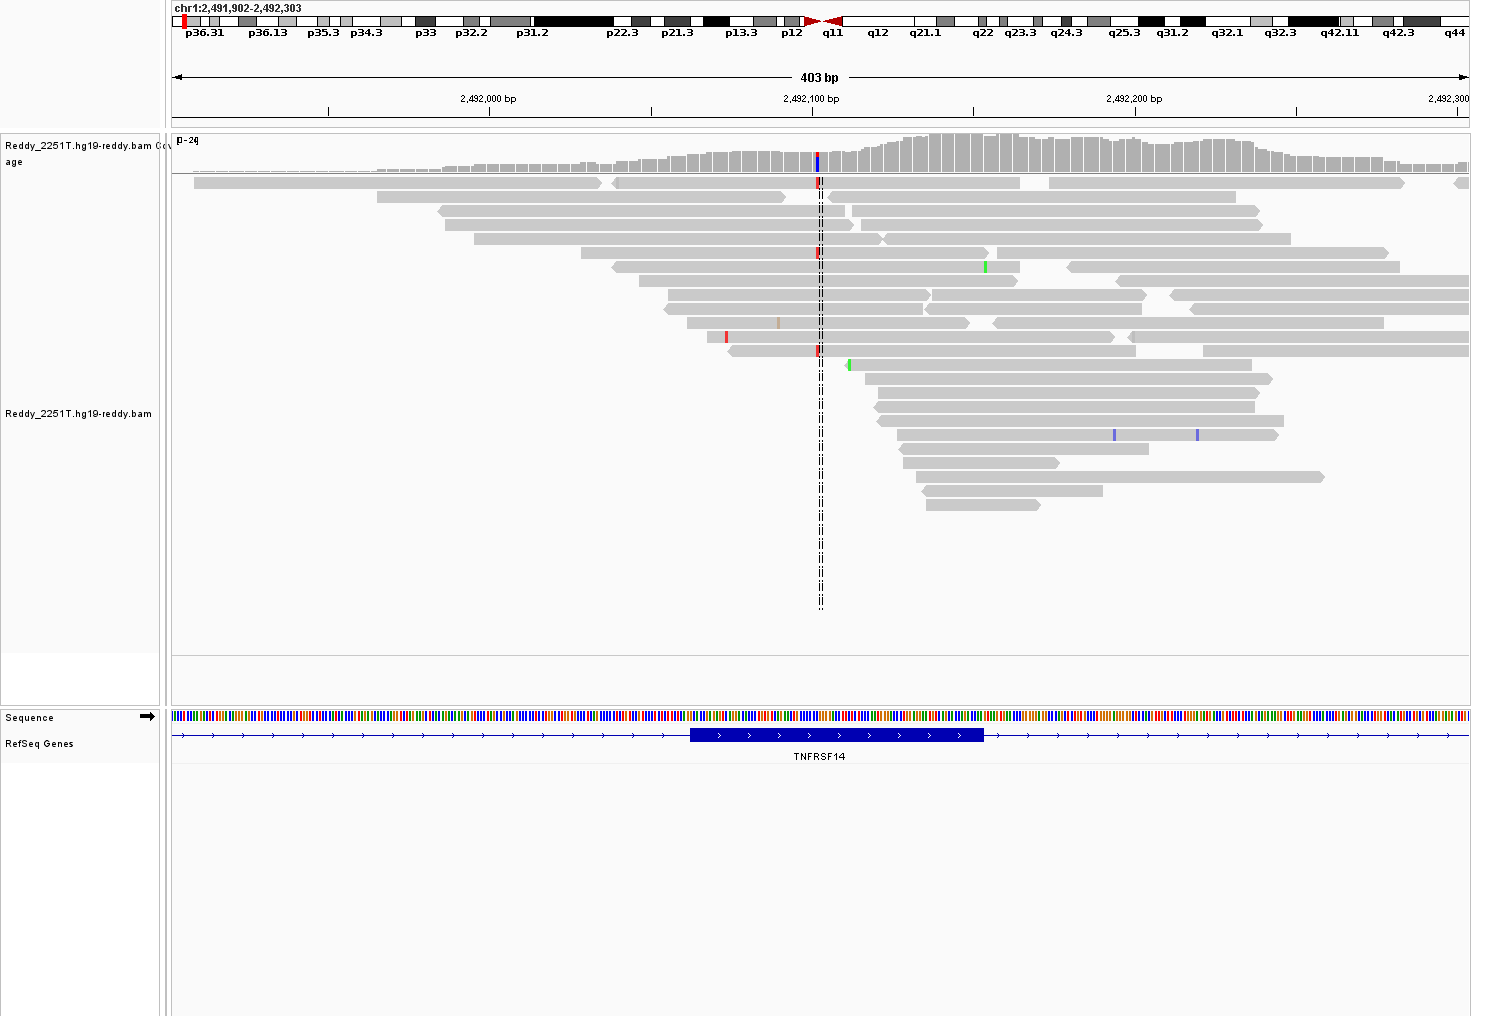 chr1:2,491,902-2,492,303
p36.31 p36.13 p35.3 p34.3 p33 p32.2 p31.2 p22.3 p21.3 p13.3 p12 q11 q12 q21.1 q22 q23.3 q24.3 q25.3 q31.2 q32.1 q32.3 q42.11 q42.3 q44
403 bp
2,492,000 bp 2,492,100 bp 2,492,200 bp 2,492,300
Reddy_2251T.hg19-reddy.bam Cov
age
[0-24]
Reddy_2251T.hg19-reddy.bam
Sequence
RefSeq Genes
TNFRSF14